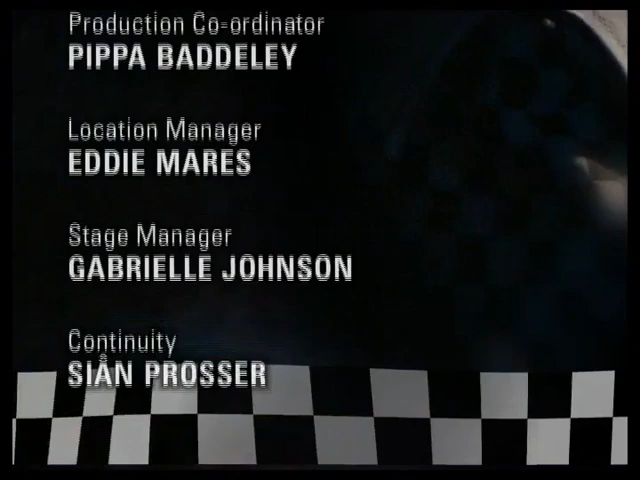 Production Co-ordinator
PIPPA BADDELEY
Location Manager
EDDIE MARES
Stage Manager
GABRIELLE JOHNSON
Continuity
SIÂN PROSSER